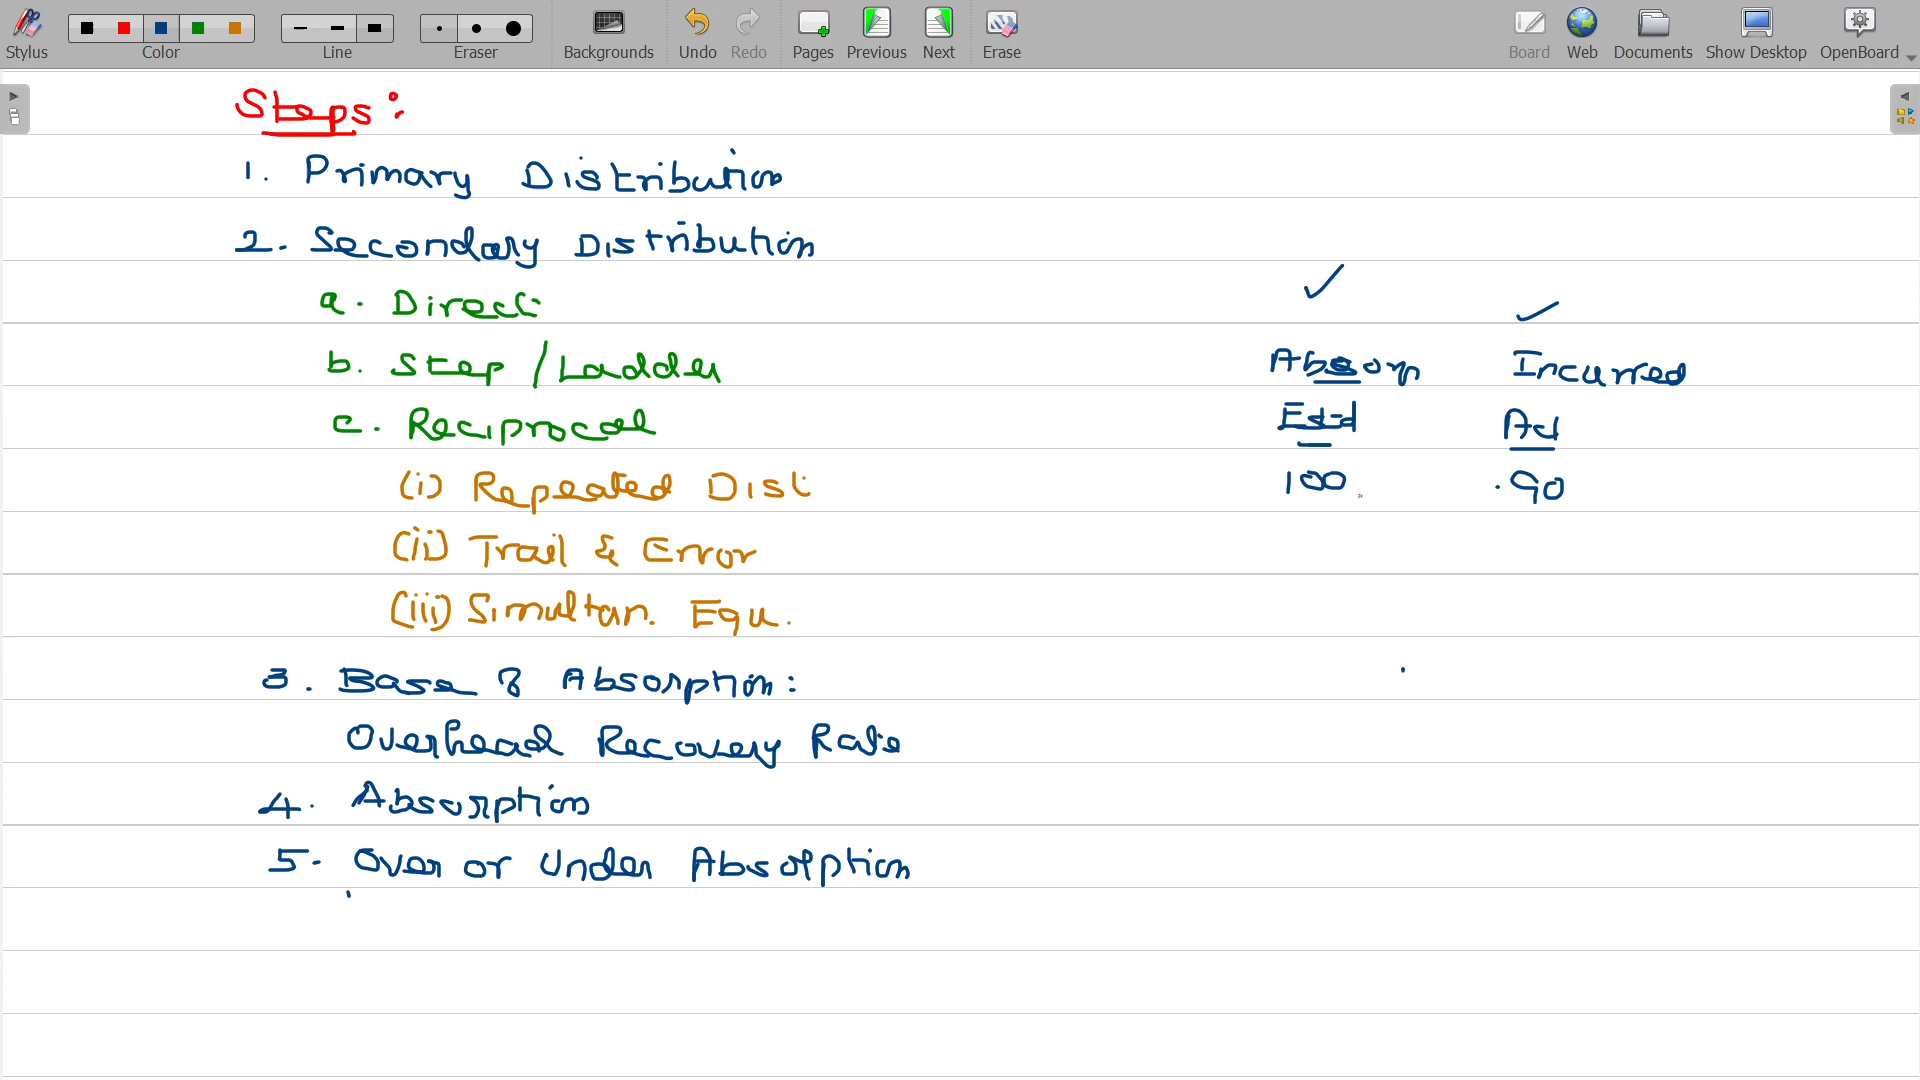 Stylus Color Line Eraser Backgrounds Undo Redo Pages Previous Next Erase Board Web Documents Show Desktop OpenBoard
Steps:
1. Primary Distribution
2. Secondary Distribution
a. Direct
b. Step / Ladder
c. Reciprocal
(i) Repeated Dist
(ii) Trail & Error
(iii) Simultan. Equ.
3. Base & Absorption:
Overhead Recovery Rate
4. Absorption
5. Over or Under Absorption
Absorp Incurred
Estd Act
100 90